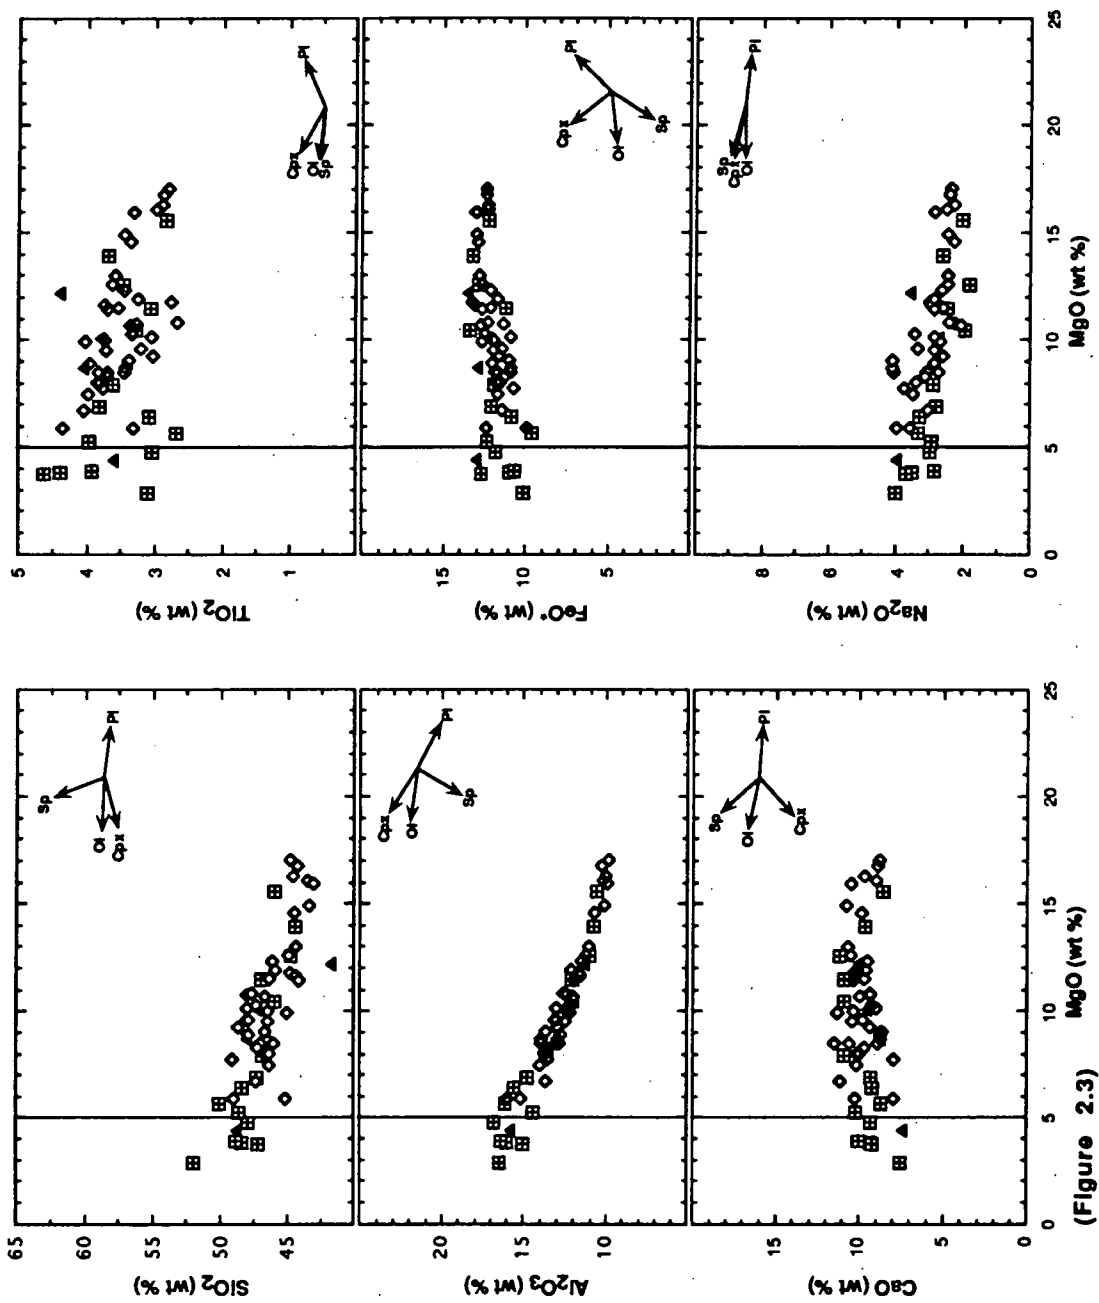 SiO2 (wt %)
65
60
55
50
45
Sp
Ol
Cpx
Pl
Al2O3 (wt %)
20
15
10
Cpx
Ol
Sp
Pl
CaO (wt %)
15
10
5
0
Sp
Ol
Cpx
Pl
0 5 10 15 20 25
MgO (wt %)
TiO2 (wt %)
5
4
3
2
1
Cpx
Ol
Sp
Pl
FeO* (wt %)
15
10
5
Cpx
Ol
Sp
Pl
Na2O (wt %)
8
6
4
2
0
Sp
Cpx
Ol
Pl
0 5 10 15 20 25
MgO (wt %)
(Figure 2.3)